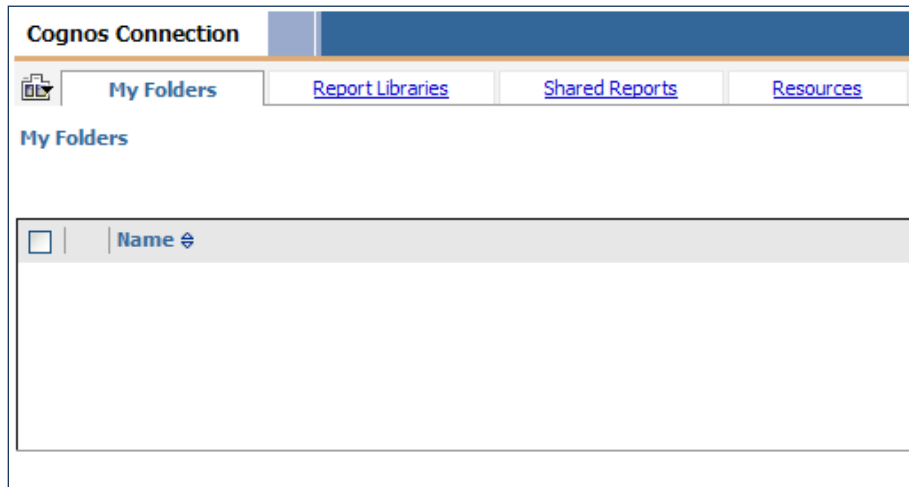 Cognos Connection
My Folders Report Libraries Shared Reports Resources
My Folders
Name